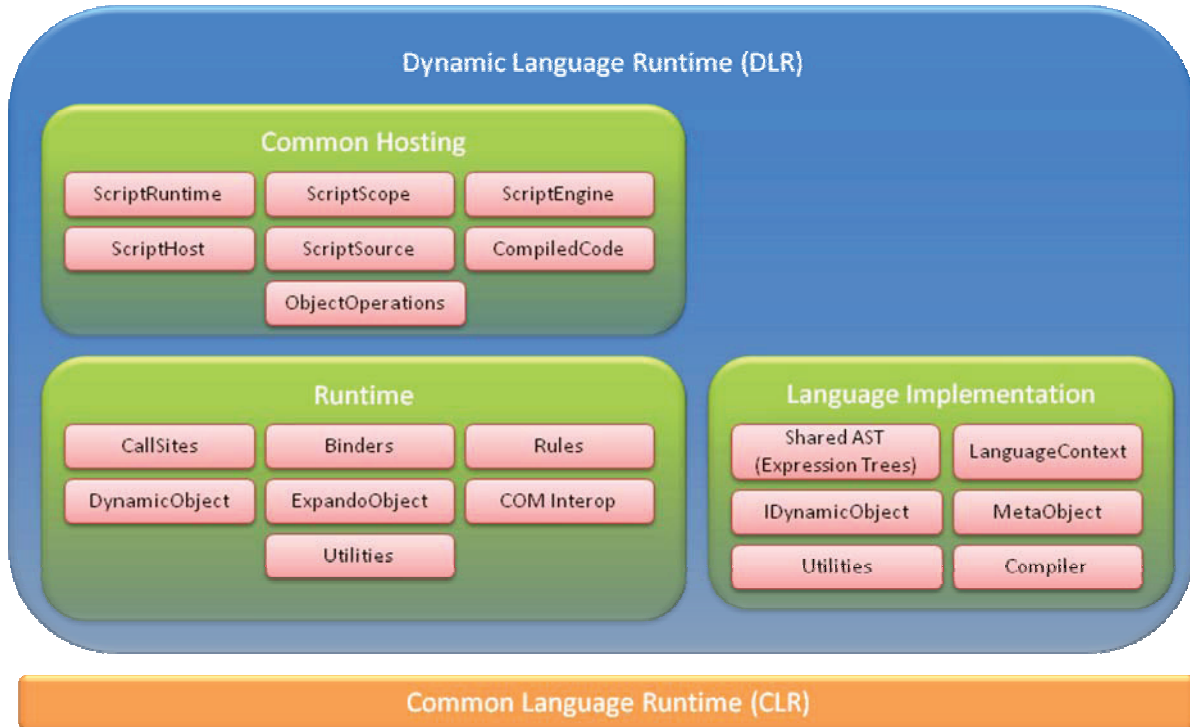 Dynamic Language Runtime (DLR)
Common Hosting
ScriptRuntime
ScriptScope
ScriptEngine
ScriptHost
ScriptSource
CompiledCode
ObjectOperations
Runtime
CallSites
Binders
Rules
DynamicObject
ExpandoObject
COM Interop
Utilities
Language Implementation
Shared AST
(Expression Trees)
LanguageContext
IDynamicObject
MetaObject
Utilities
Compiler
Common Language Runtime (CLR)